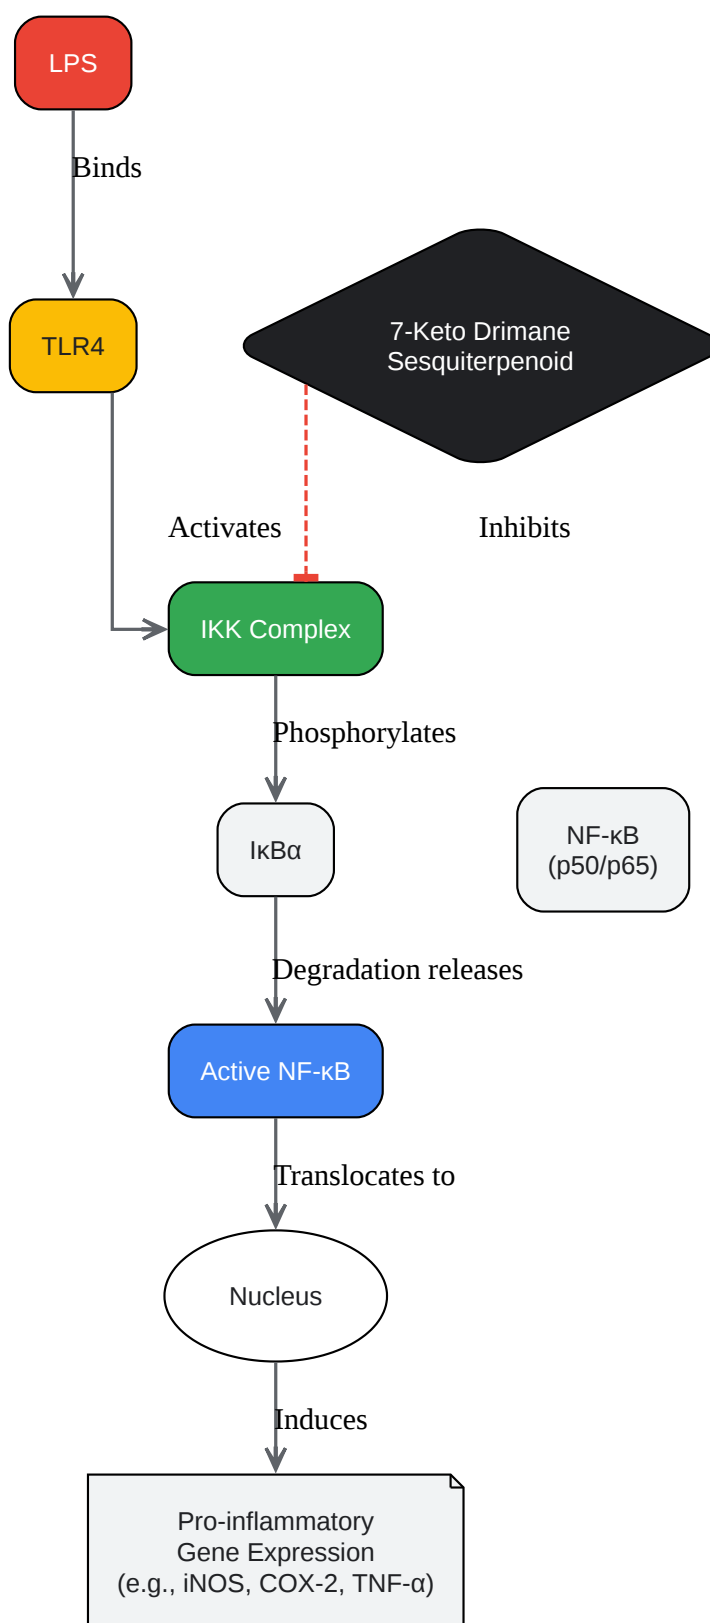 LPS
Binds
TLR4
7-Keto Drimane
Sesquiterpenoid
Activates
Inhibits
IKK Complex
Phosphorylates
IκBα
NF-κB
(p50/p65)
Degradation releases
Active NF-κB
Translocates to
Nucleus
Induces
Pro-inflammatory
Gene Expression
(e.g., iNOS, COX-2, TNF-α)